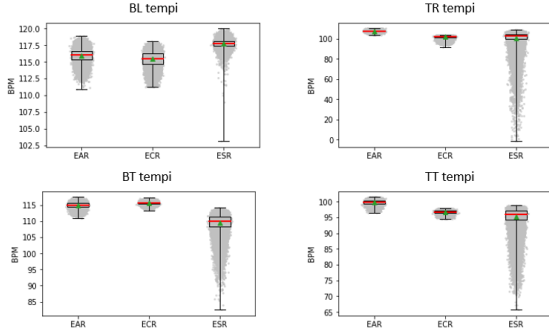 BL tempi
BPM
120.0
117.5
115.0
112.5
110.0
107.5
105.0
102.5
EAR ECR ESR
TR tempi
BPM
100
80
60
40
20
0
EAR ECR ESR
BT tempi
BPM
115
110
105
100
95
90
85
EAR ECR ESR
TT tempi
BPM
100
95
90
85
80
75
70
65
EAR ECR ESR